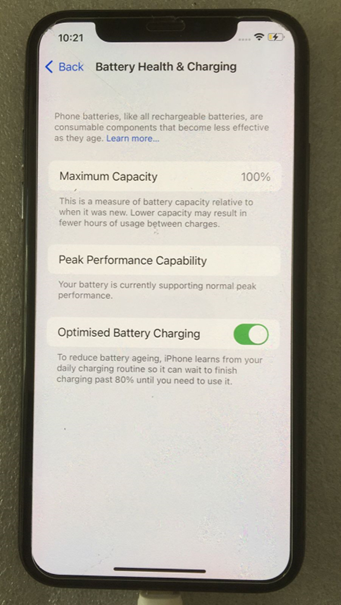 10:21
Back Battery Health & Charging
Phone batteries, like all rechargeable batteries, are
consumable components that become less effective
as they age. Learn more...
Maximum Capacity 100%
This is a measure of battery capacity relative to
when it was new. Lower capacity may result in
fewer hours of usage between charges.
Peak Performance Capability
Your battery is currently supporting normal peak
performance.
Optimised Battery Charging
To reduce battery ageing, iPhone learns from your
daily charging routine so it can wait to finish
charging past 80% until you need to use it.